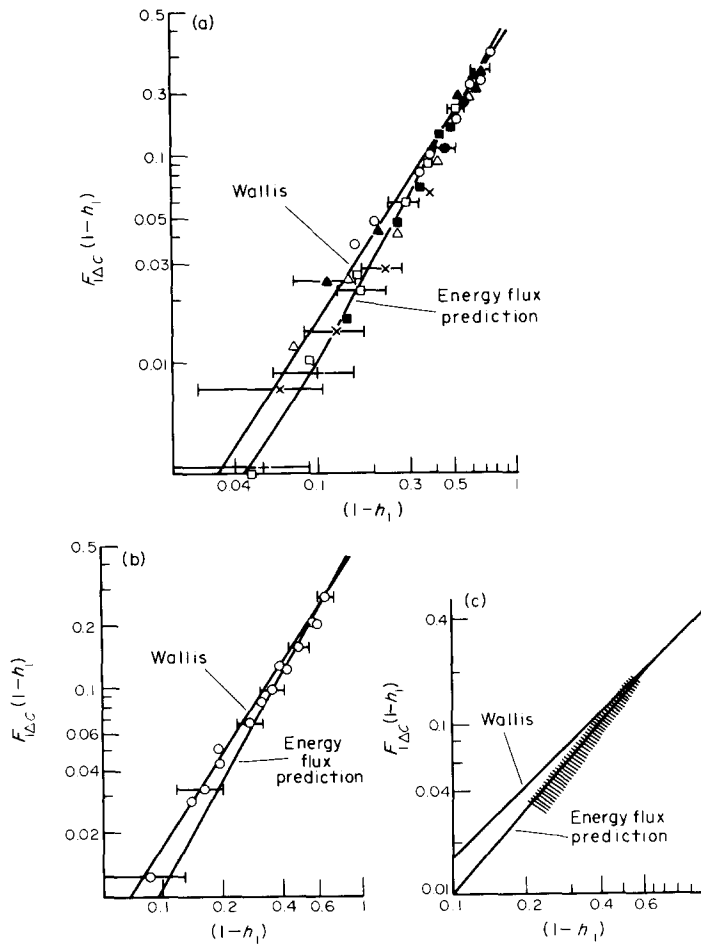 (a)
0.5
0.3
0.1
0.05
0.03
0.01
F₁ΔC (1−h₁)
Wallis
Energy flux
prediction
0.04
0.1
0.3
0.5
1
(1−h₁)
(b)
0.5
0.2
0.1
0.06
0.04
0.02
F₁ΔC (1−h₁)
Wallis
Energy
flux
prediction
0.1
0.2
0.4
0.6
1
(1−h₁)
(c)
0.4
0.1
0.04
0.01
F₁ΔC (1−h₁)
Wallis
Energy flux
prediction
0.1
0.2
0.4
0.6
(1−h₁)